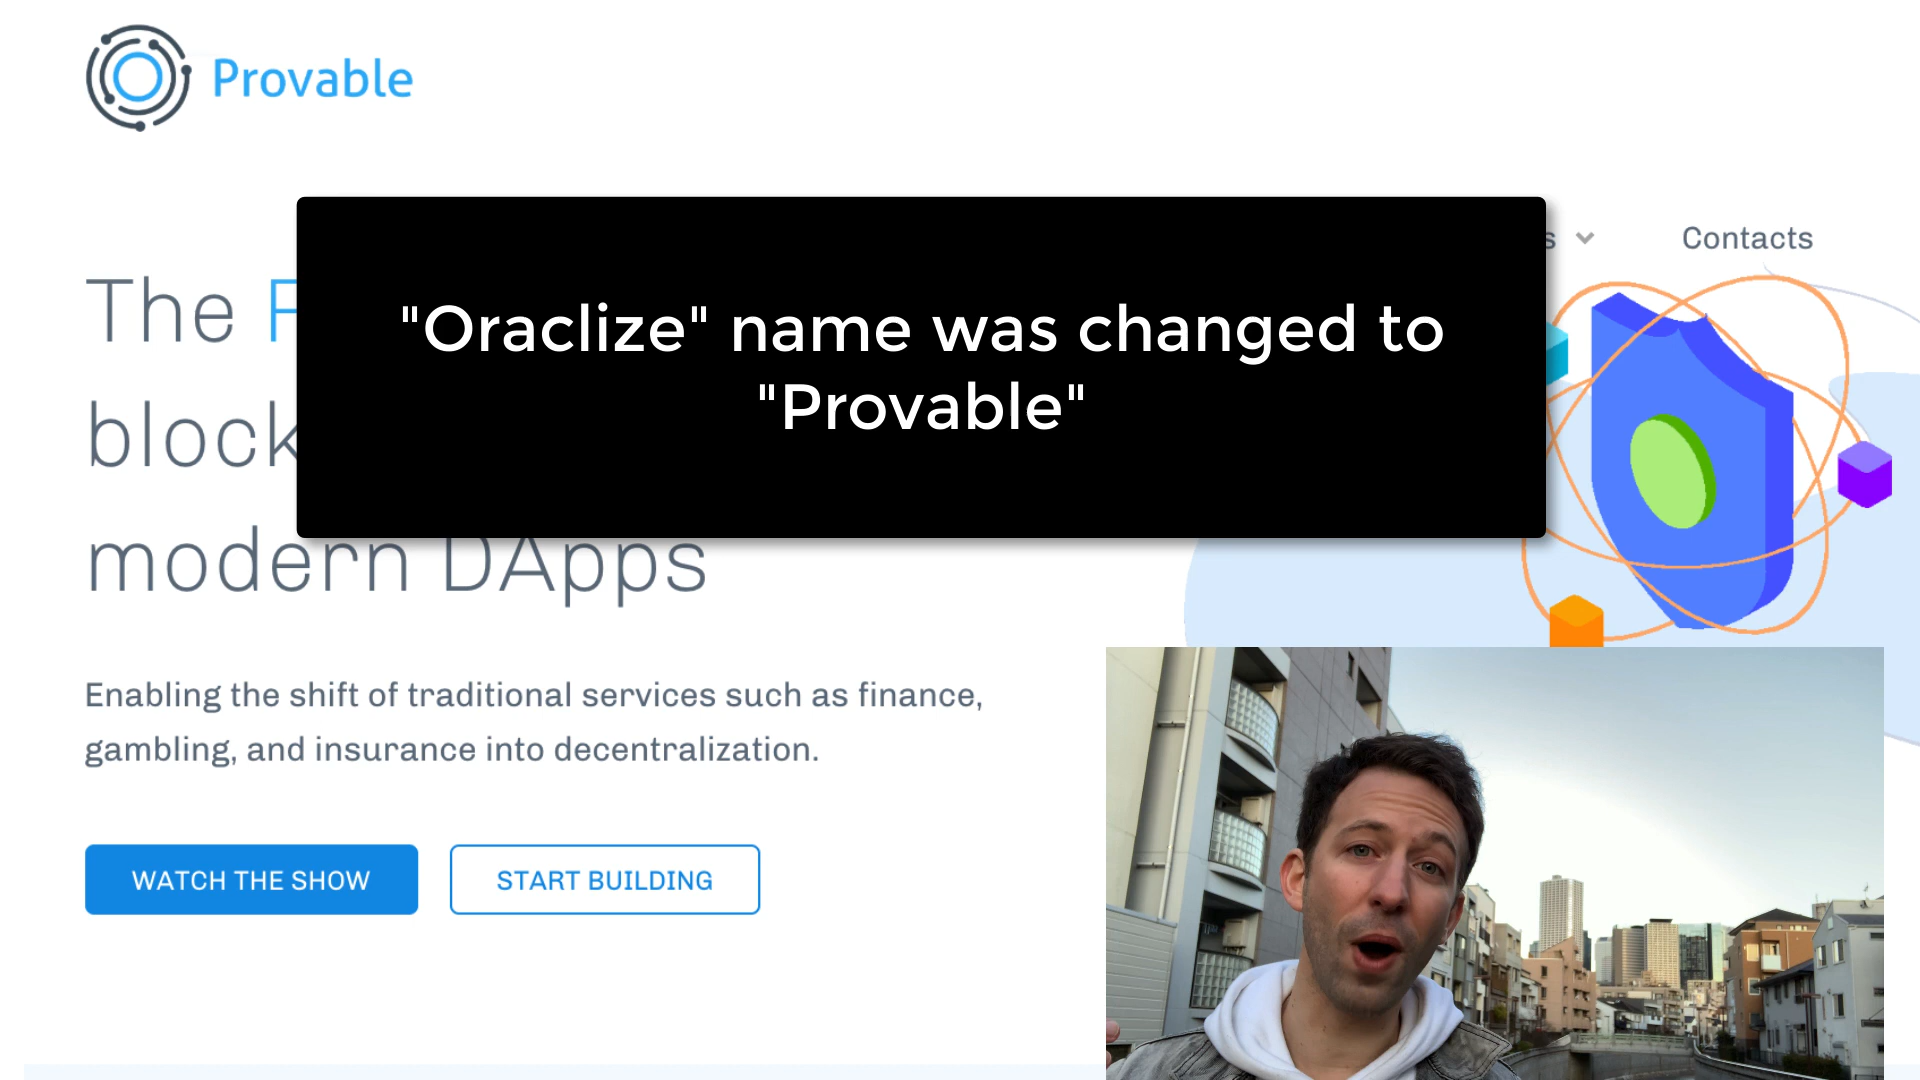 Provable
Contacts
"Oraclize" name was changed to
"Provable"
The
modern DApps
Enabling the shift of traditional services such as finance,
gambling, and insurance into decentralization.
WATCH THE SHOW
START BUILDING